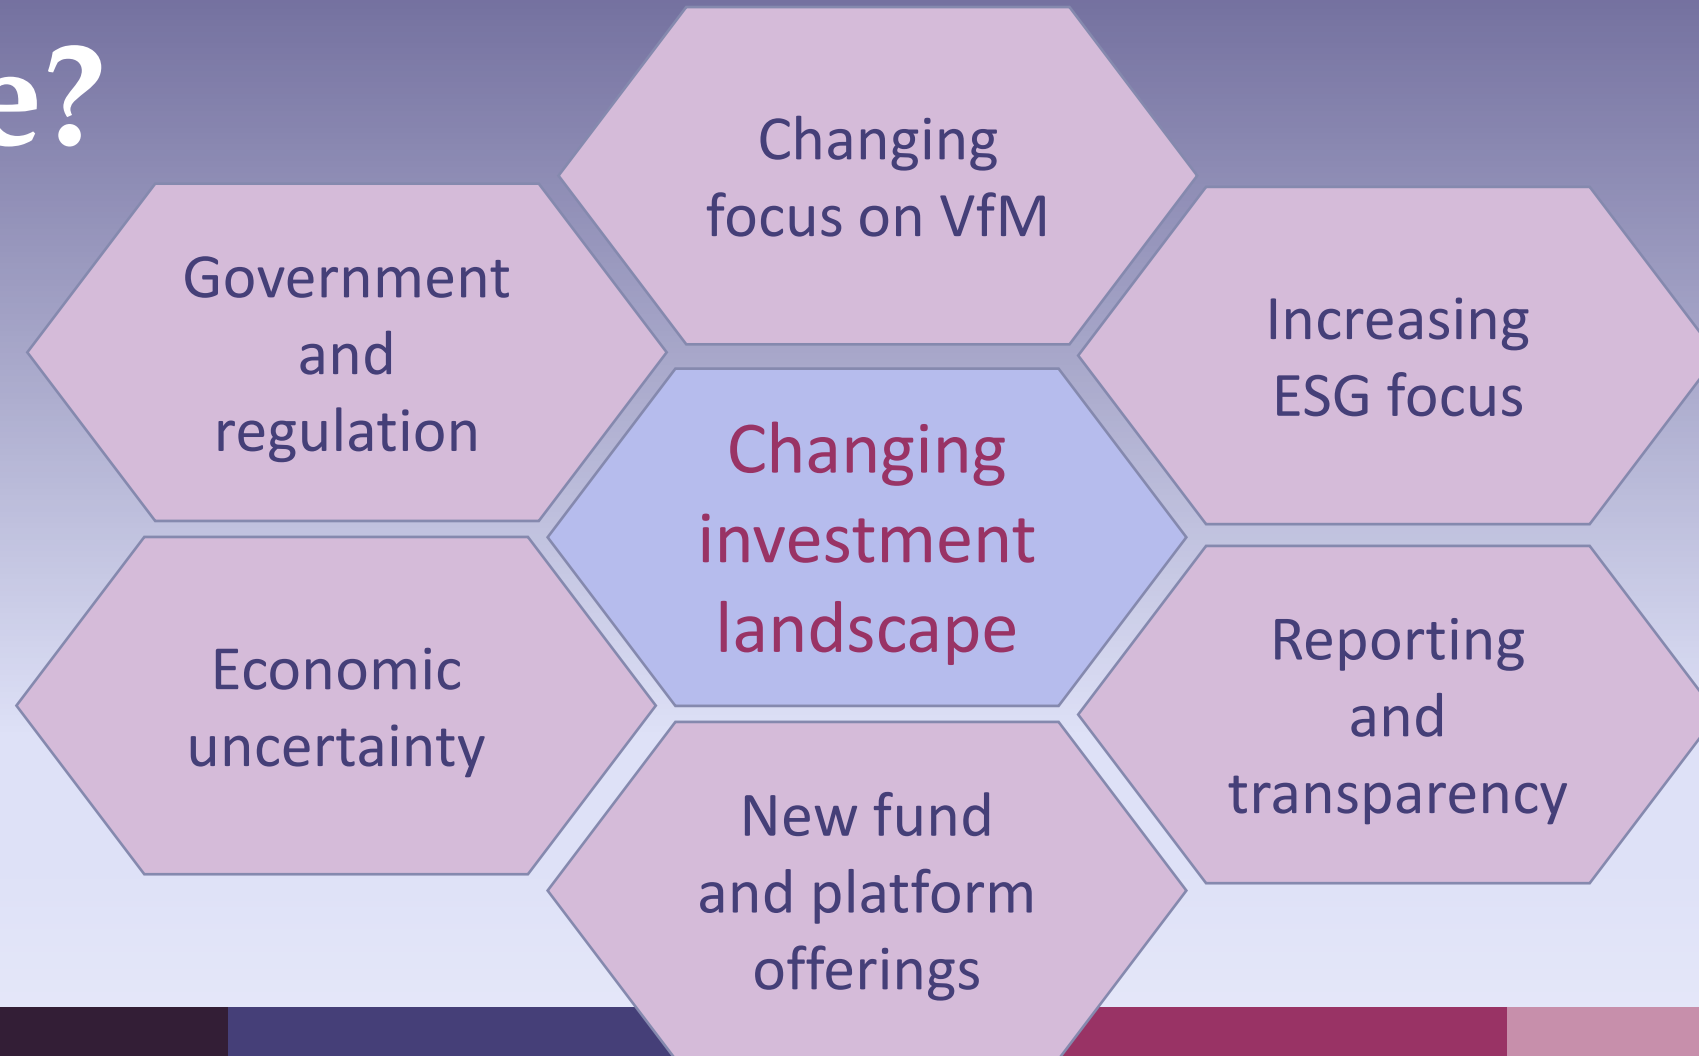 e?
Changing
focus on VfM
Government
and
regulation
Increasing
ESG focus
Changing
investment
landscape
Economic
uncertainty
Reporting
and
transparency
New fund
and platform
offerings